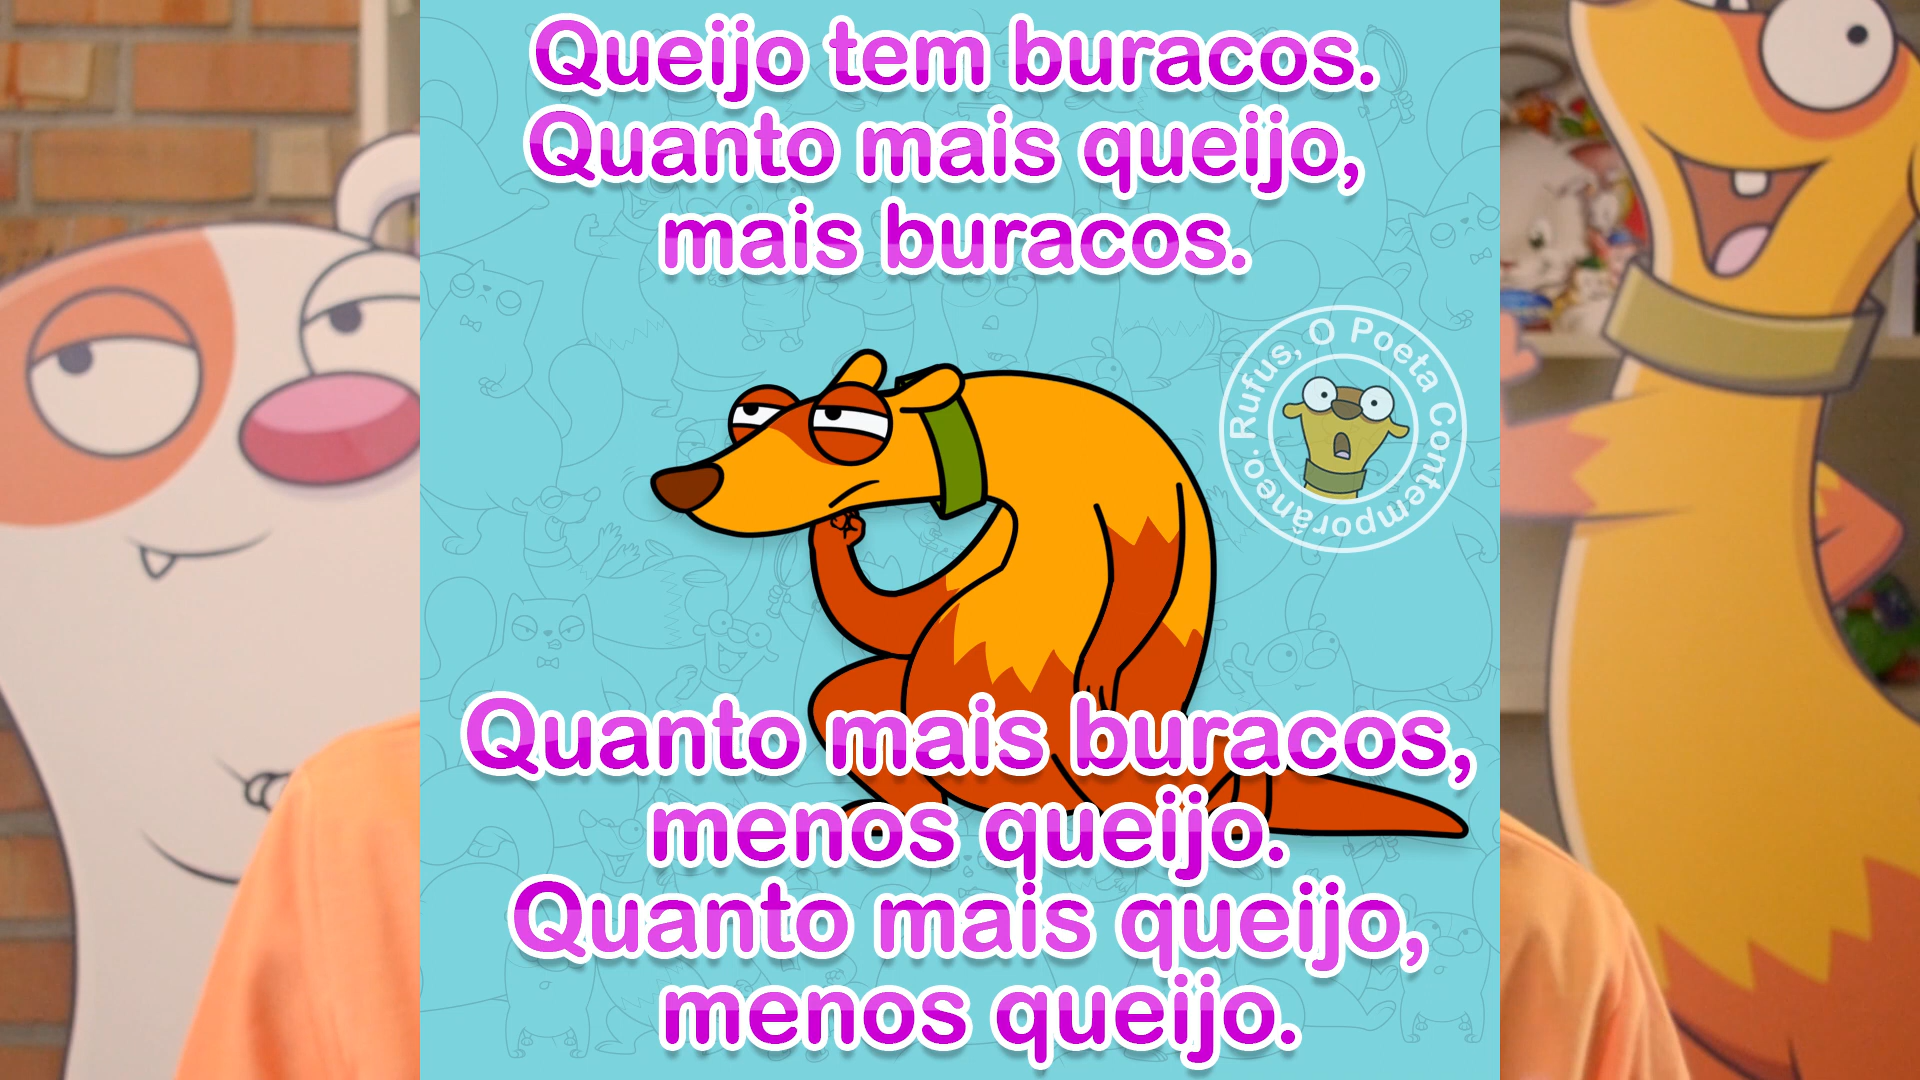 Queijo tem buracos.
Quanto mais queijo,
mais buracos.
Rufus, O Poeta Contemporâneo.
Quanto mais buracos,
menos queijo.
Quanto mais queijo,
menos queijo.